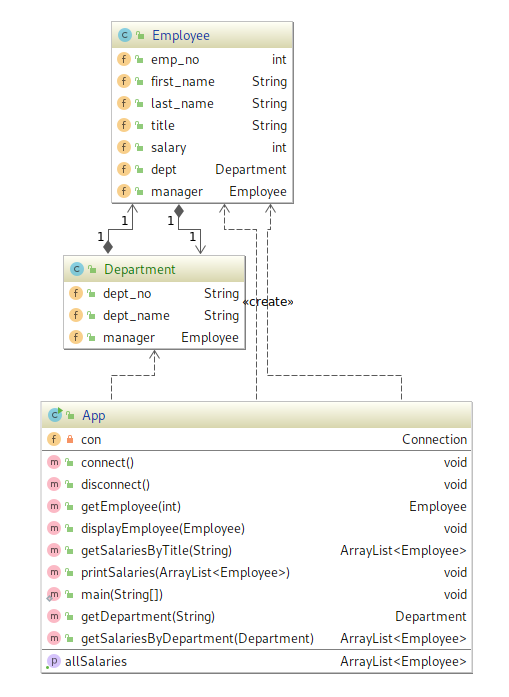 C Employee
f emp_no int
f first_name String
f last_name String
f title String
f salary int
f dept Department
f manager Employee
1 1
1 1
C Department
f dept_no String
f dept_name String
f manager Employee
«create»
C App
f con Connection
m connect() void
m disconnect() void
m getEmployee(int) Employee
m displayEmployee(Employee) void
m getSalariesByTitle(String) ArrayList<Employee>
m printSalaries(ArrayList<Employee>) void
m main(String[]) void
m getDepartment(String) Department
m getSalariesByDepartment(Department) ArrayList<Employee>
p allSalaries ArrayList<Employee>